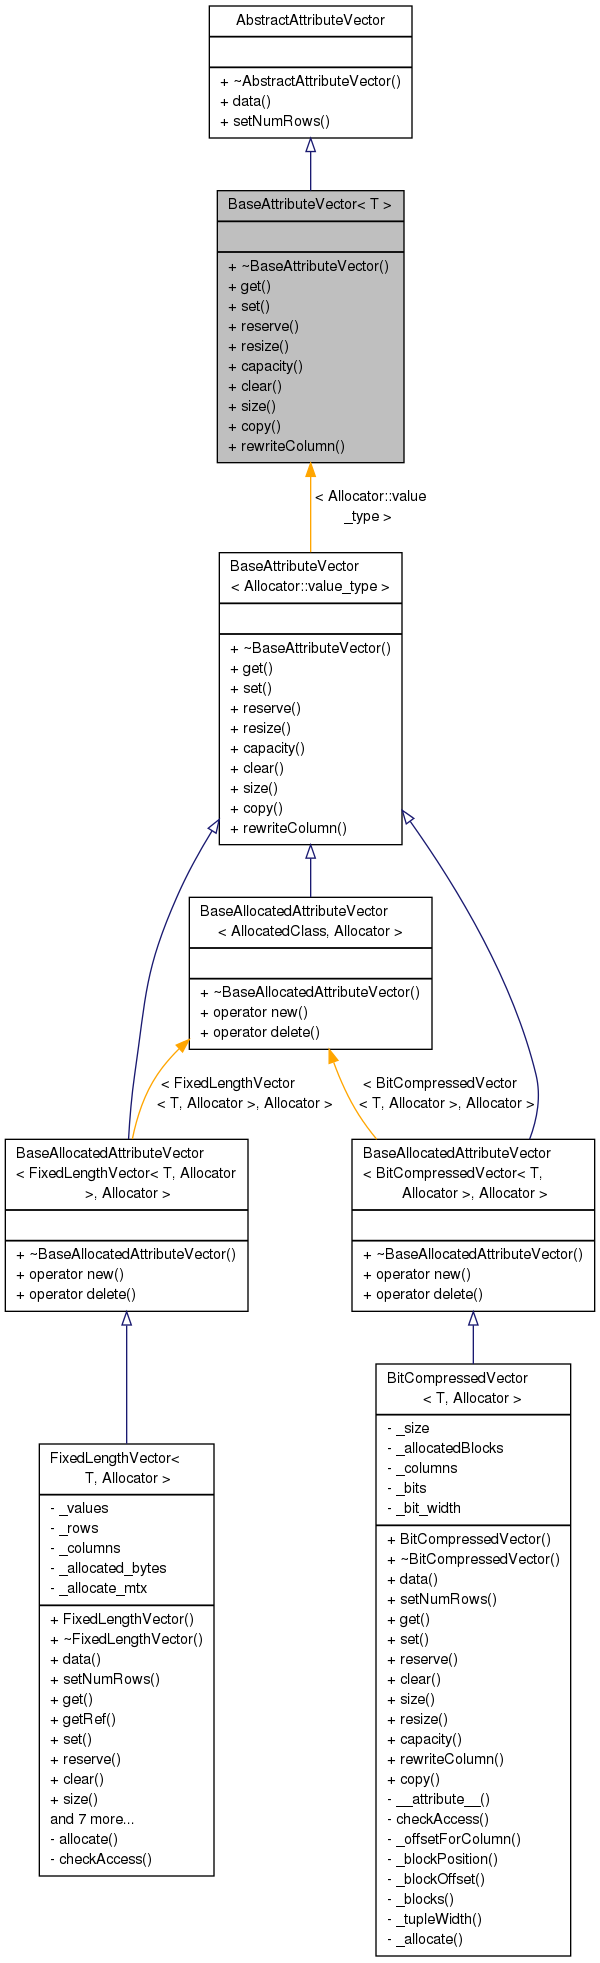 AbstractAttributeVector
+ ~AbstractAttributeVector()
+ data()
+ setNumRows()
BaseAttributeVector< T >
+ ~BaseAttributeVector()
+ get()
+ set()
+ reserve()
+ resize()
+ capacity()
+ clear()
+ size()
+ copy()
+ rewriteColumn()
< Allocator::value
_type >
BaseAttributeVector
< Allocator::value_type >
+ ~BaseAttributeVector()
+ get()
+ set()
+ reserve()
+ resize()
+ capacity()
+ clear()
+ size()
+ copy()
+ rewriteColumn()
BaseAllocatedAttributeVector
< AllocatedClass, Allocator >
+ ~BaseAllocatedAttributeVector()
+ operator new()
+ operator delete()
< FixedLengthVector
< T, Allocator >, Allocator >
< BitCompressedVector
< T, Allocator >, Allocator >
BaseAllocatedAttributeVector
< FixedLengthVector< T, Allocator
>, Allocator >
+ ~BaseAllocatedAttributeVector()
+ operator new()
+ operator delete()
BaseAllocatedAttributeVector
< BitCompressedVector< T,
Allocator >, Allocator >
+ ~BaseAllocatedAttributeVector()
+ operator new()
+ operator delete()
FixedLengthVector<
T, Allocator >
- _values
- _rows
- _columns
- _allocated_bytes
- _allocate_mtx
+ FixedLengthVector()
+ ~FixedLengthVector()
+ data()
+ setNumRows()
+ get()
+ getRef()
+ set()
+ reserve()
+ clear()
+ size()
and 7 more...
- allocate()
- checkAccess()
BitCompressedVector
< T, Allocator >
- _size
- _allocatedBlocks
- _columns
- _bits
- _bit_width
+ BitCompressedVector()
+ ~BitCompressedVector()
+ data()
+ setNumRows()
+ get()
+ set()
+ reserve()
+ clear()
+ size()
+ resize()
+ capacity()
+ rewriteColumn()
+ copy()
- __attribute__()
- checkAccess()
- _offsetForColumn()
- _blockPosition()
- _blockOffset()
- _blocks()
- _tupleWidth()
- _allocate()